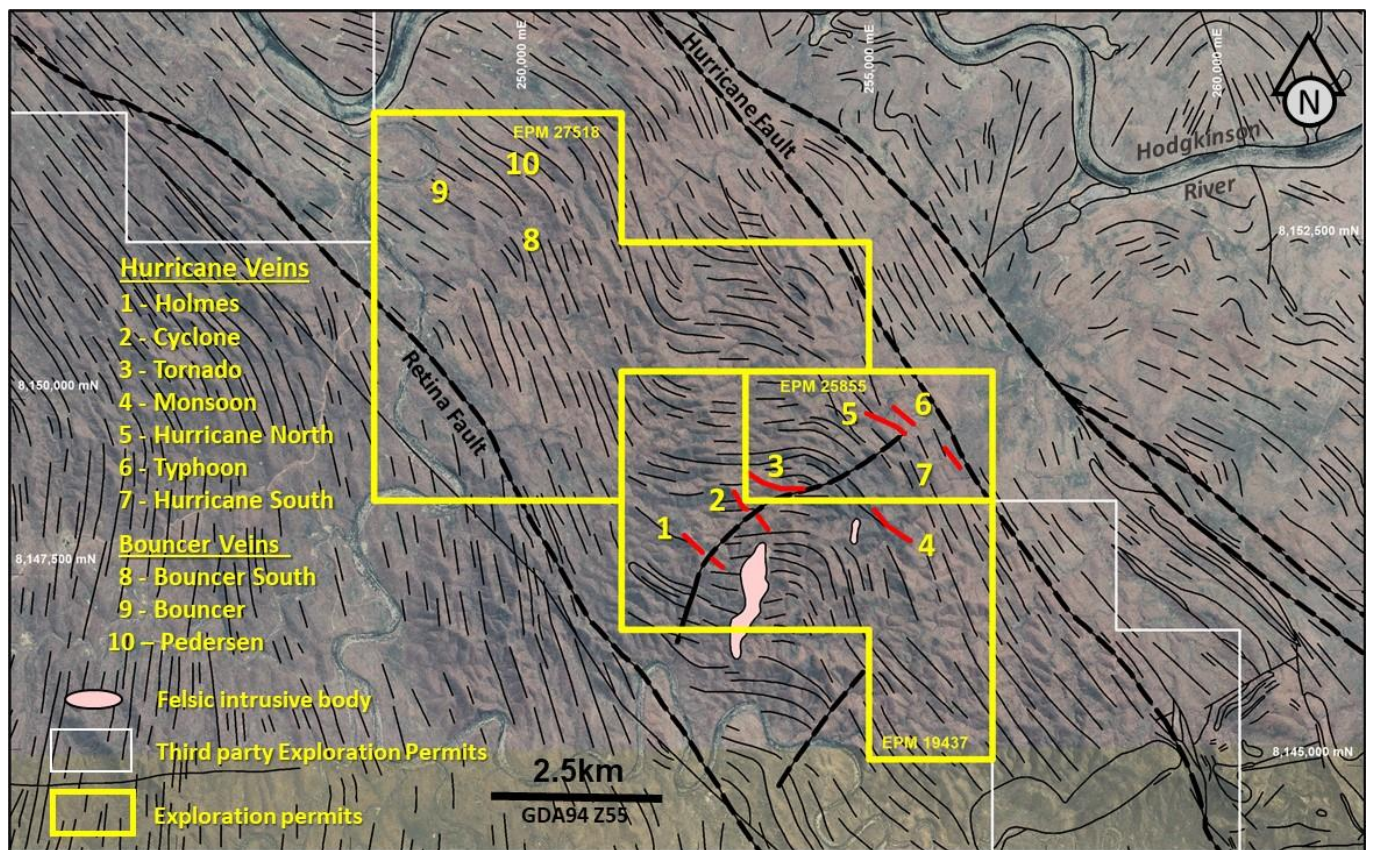 250,000 mE
255,000 mE
260,000 mE
Hurricane Fault
N
Hodgkinson
River
EPM 27518
10
9
8
8,152,500 mN
Hurricane Veins
1 - Holmes
2 - Cyclone
3 - Tornado
4 - Monsoon
5 - Hurricane North
6 - Typhoon
7 - Hurricane South
8,150,000 mN
Retina Fault
EPM 25855
5
6
7
3
2
1
4
8,147,500 mN
Bouncer Veins
8 - Bouncer South
9 - Bouncer
10 – Pedersen
Felsic intrusive body
Third party Exploration Permits
Exploration permits
2.5km
GDA94 Z55
EPM 19437
8,145,000 mN